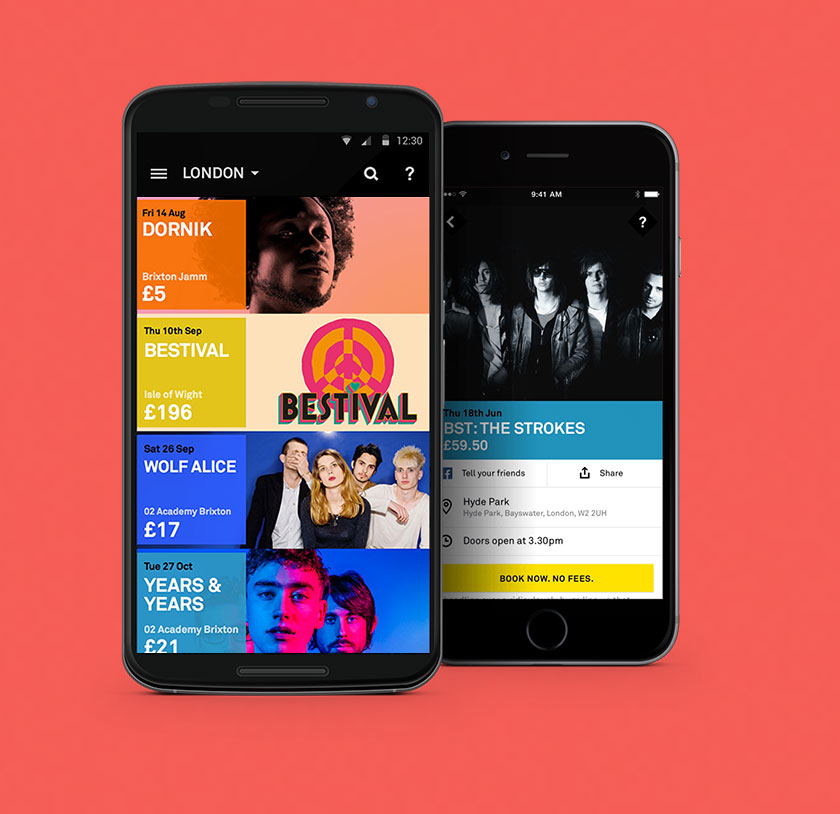 12:30
LONDON
?
Fri 14 Aug
DORNIK
Brixton Jamm
£5
Thu 10th Sep
BESTIVAL
Isle of Wight
£196
BESTIVAL
Sat 26 Sep
WOLF ALICE
02 Academy Brixton
£17
Tue 27 Oct
YEARS &
YEARS
02 Academy Brixton
£21
9:41 AM
?
Thu 18th Jun
BST: THE STROKES
£59.50
Tell your friends
Share
Hyde Park
Hyde Park, Bayswater, London, W2 2UH
Doors open at 3.30pm
BOOK NOW. NO FEES.